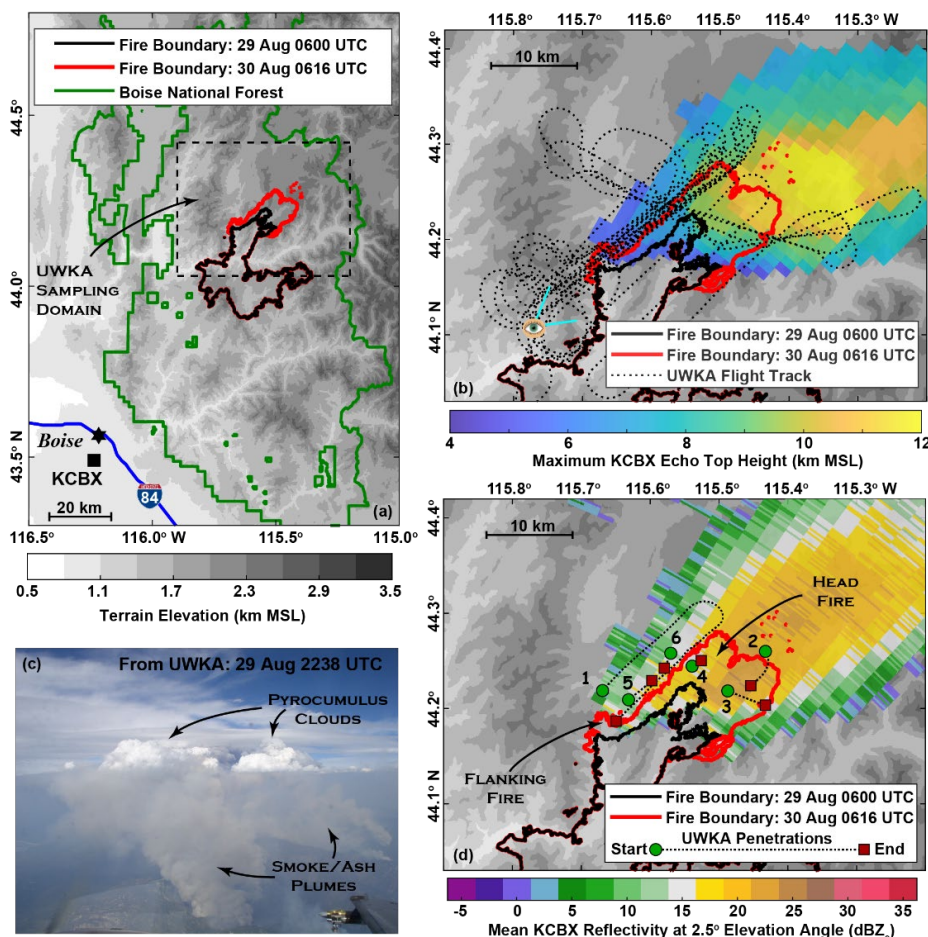 Fire Boundary: 29 Aug 0600 UTC
Fire Boundary: 30 Aug 0616 UTC
Boise National Forest
44.5°
44.0°
43.5° N
UWKA
Sampling
Domain
Boise
KCBX
84
20 km
(a)
116.5° W
116.0° W
115.5° W
115.0° W
0.5
1.1
1.7
2.3
2.9
3.5
Terrain Elevation (km MSL)
115.8°
115.7°
115.6°
115.5°
115.4°
115.3° W
44.4°
44.3°
44.2°
44.1° N
10 km
Fire Boundary: 29 Aug 0600 UTC
Fire Boundary: 30 Aug 0616 UTC
UWKA Flight Track
(b)
4
6
8
10
12
Maximum KCBX Echo Top Height (km MSL)
(c)
From UWKA: 29 Aug 2238 UTC
Pyrocumulus
Clouds
Smoke/Ash
Plumes
115.8°
115.7°
115.6°
115.5°
115.4°
115.3° W
44.4°
44.3°
44.2°
44.1° N
10 km
Head
Fire
1
2
3
4
5
6
Flanking
Fire
Fire Boundary: 29 Aug 0600 UTC
Fire Boundary: 30 Aug 0616 UTC
UWKA Penetrations
Start
End
(d)
-5
0
5
10
15
20
25
30
35
Mean KCBX Reflectivity at 2.5° Elevation Angle (dBZe)